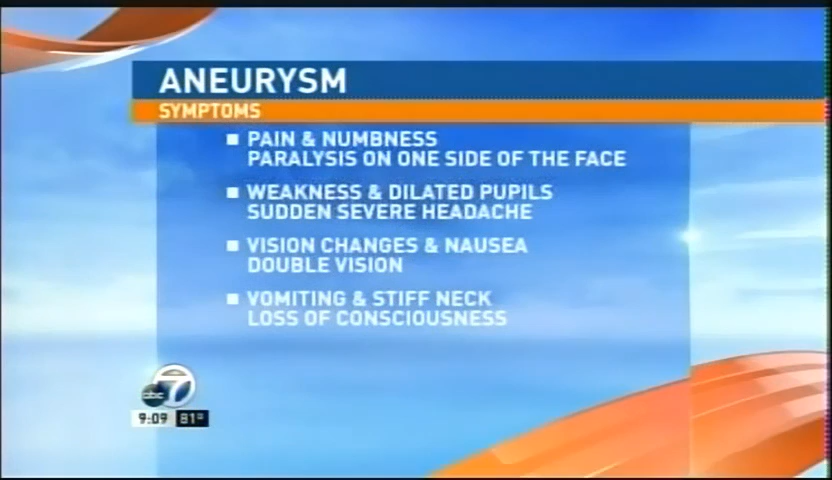 ANEURYSM
SYMPTOMS
PAIN & NUMBNESS
PARALYSIS ON ONE SIDE OF THE FACE
WEAKNESS & DILATED PUPILS
SUDDEN SEVERE HEADACHE
VISION CHANGES & NAUSEA
DOUBLE VISION
VOMITING & STIFF NECK
LOSS OF CONSCIOUSNESS
abc 7
9:09 81°